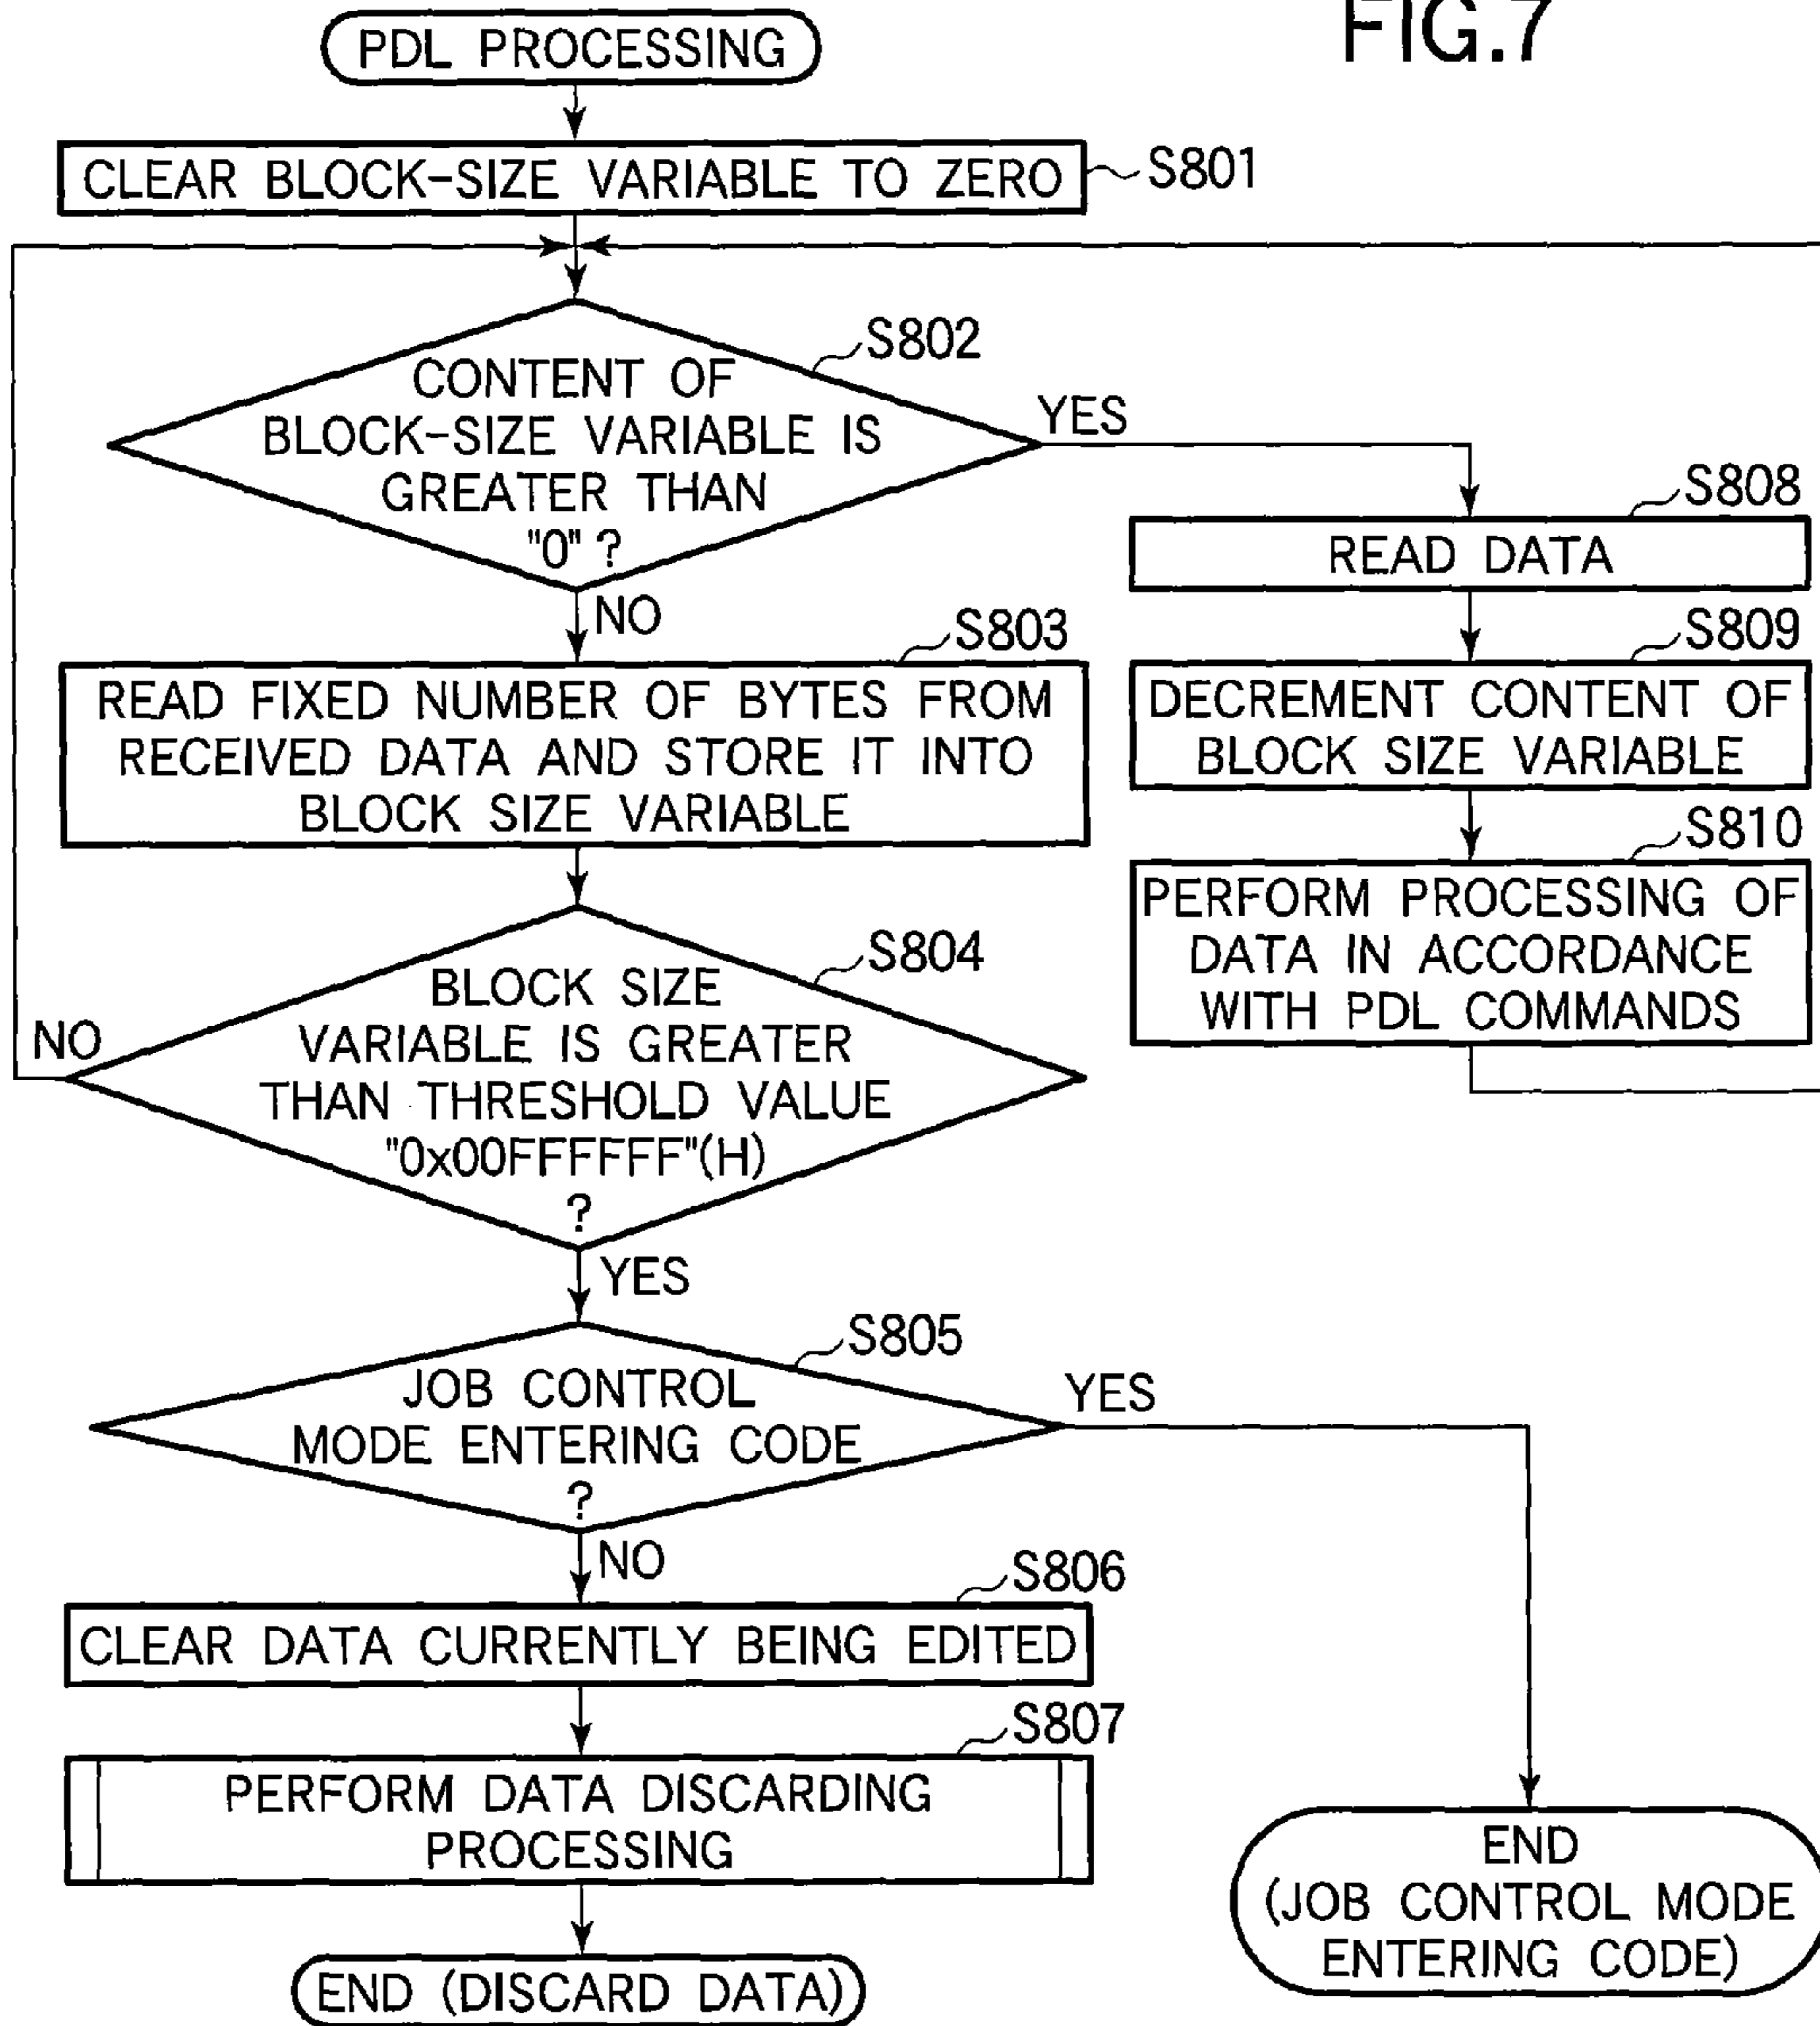 FIG.7
PDL PROCESSING
CLEAR BLOCK-SIZE VARIABLE TO ZERO
S801
S802
CONTENT OF
BLOCK-SIZE VARIABLE IS
GREATER THAN
"0" ?
YES
NO
S803
READ FIXED NUMBER OF BYTES FROM
RECEIVED DATA AND STORE IT INTO
BLOCK SIZE VARIABLE
S804
BLOCK SIZE
VARIABLE IS GREATER
THAN THRESHOLD VALUE
"0x00FFFFFF"(H)
?
NO
YES
S805
JOB CONTROL
MODE ENTERING CODE
?
YES
NO
S806
CLEAR DATA CURRENTLY BEING EDITED
S807
PERFORM DATA DISCARDING
PROCESSING
END (DISCARD DATA)
S808
READ DATA
S809
DECREMENT CONTENT OF
BLOCK SIZE VARIABLE
S810
PERFORM PROCESSING OF
DATA IN ACCORDANCE
WITH PDL COMMANDS
END
(JOB CONTROL MODE
ENTERING CODE)